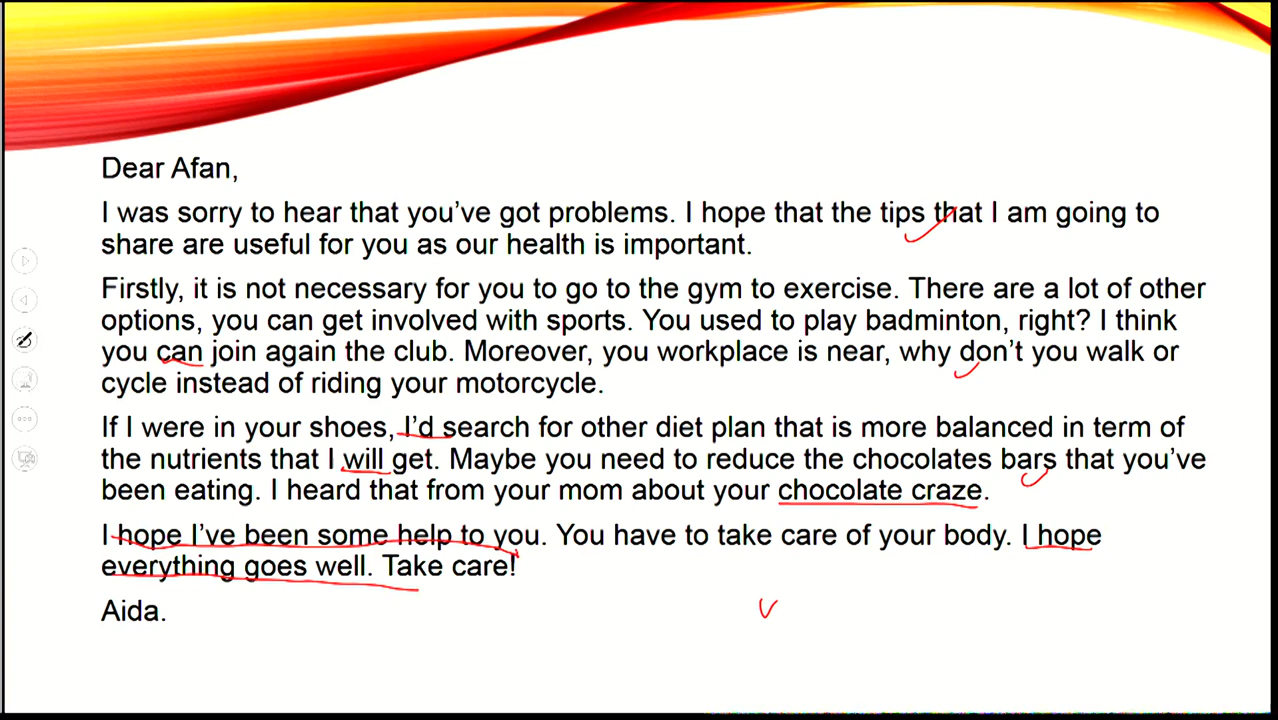 Dear Afan,
I was sorry to hear that you've got problems. I hope that the tips that I am going to
share are useful for you as our health is important.
Firstly, it is not necessary for you to go to the gym to exercise. There are a lot of other
options, you can get involved with sports. You used to play badminton, right? I think
you can join again the club. Moreover, you workplace is near, why don't you walk or
cycle instead of riding your motorcycle.
If I were in your shoes, I'd search for other diet plan that is more balanced in term of
the nutrients that I will get. Maybe you need to reduce the chocolates bars that you've
been eating. I heard that from your mom about your chocolate craze.
I hope I've been some help to you. You have to take care of your body. I hope
everything goes well. Take care!
Aida.